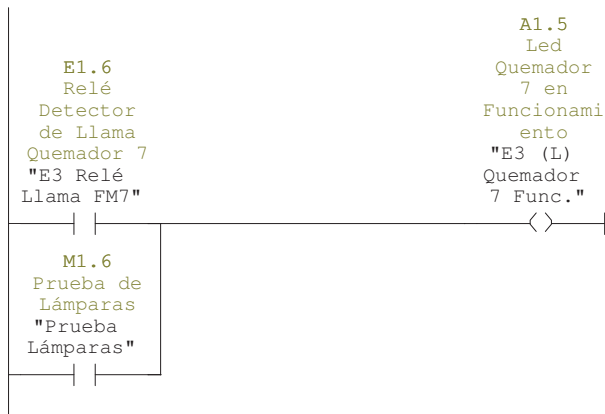 E1.6
Relé
Detector
de Llama
Quemador 7
"E3 Relé
Llama FM7"
A1.5
Led
Quemador
7 en
Funcionami
ento
"E3 (L)
Quemador
7 Func."
M1.6
Prueba de
Lámparas
"Prueba
Lámparas"